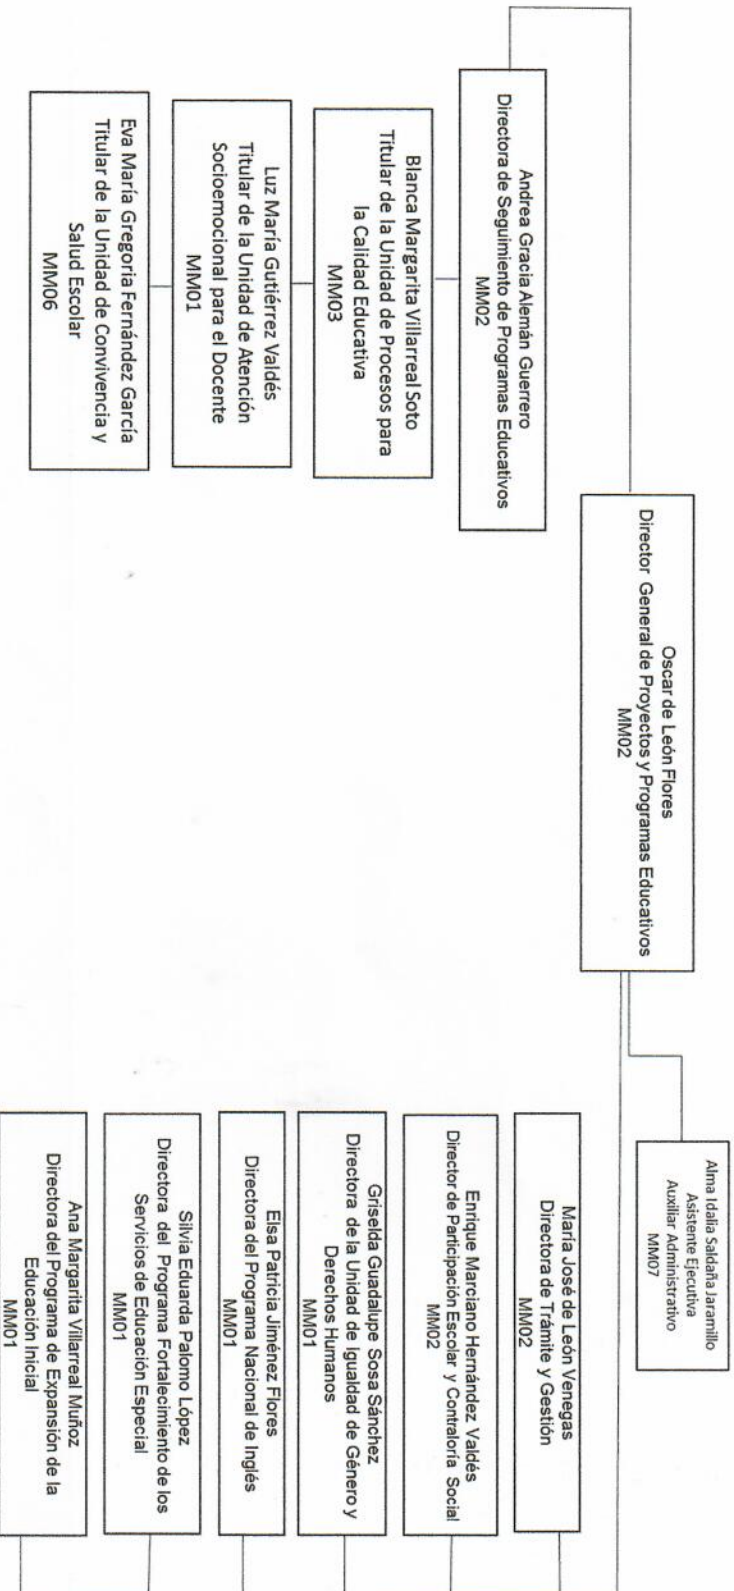 Oscar de León Flores
Director General de Proyectos y Programas Educativos
MM02
Alma Idalia Saldaña Jaramillo
Asistente Ejecutiva
Auxiliar Administrativo
MM07
Andrea Gracia Alemán Guerrero
Directora de Seguimiento de Programas Educativos
MM02
Blanca Margarita Villarreal Soto
Titular de la Unidad de Procesos para
la Calidad Educativa
MM03
Luz María Gutiérrez Valdés
Titular de la Unidad de Atención
Socioemocional para el Docente
MM01
Eva María Gregoria Fernández García
Titular de la Unidad de Convivencia y
Salud Escolar
MM06
María José de León Venegas
Directora de Trámite y Gestión
MM02
Enrique Marciano Hernández Valdés
Director de Participación Escolar y Contraloría Social
MM02
Griselda Guadalupe Sosa Sánchez
Directora de la Unidad de Igualdad de Género y
Derechos Humanos
MM01
Elsa Patricia Jiménez Flores
Directora del Programa Nacional de Inglés
MM01
Silvia Eduarda Palomo López
Directora del Programa Fortalecimiento de los
Servicios de Educación Especial
MM01
Ana Margarita Villarreal Muñoz
Directora del Programa de Expansión de la
Educación Inicial
MM01